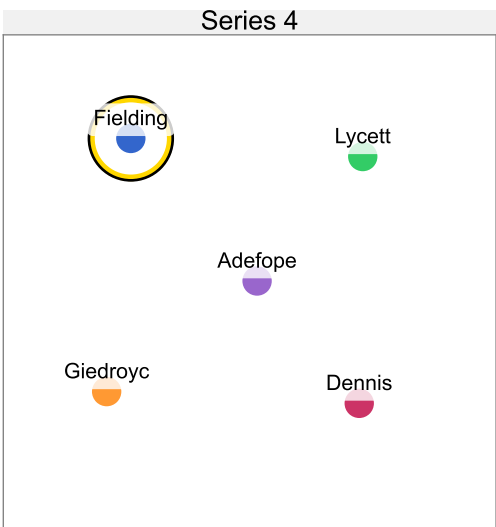 Series 4
Fielding
Lycett
Adefope
Giedroyc
Dennis